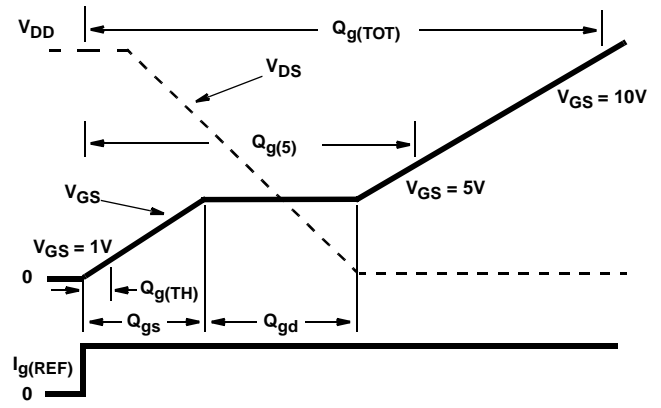 V_DD
Q_g(TOT)
V_DS
V_GS = 10V
Q_g(5)
V_GS
V_GS = 5V
V_GS = 1V
0
Q_g(TH)
Q_gs
Q_gd
I_g(REF)
0